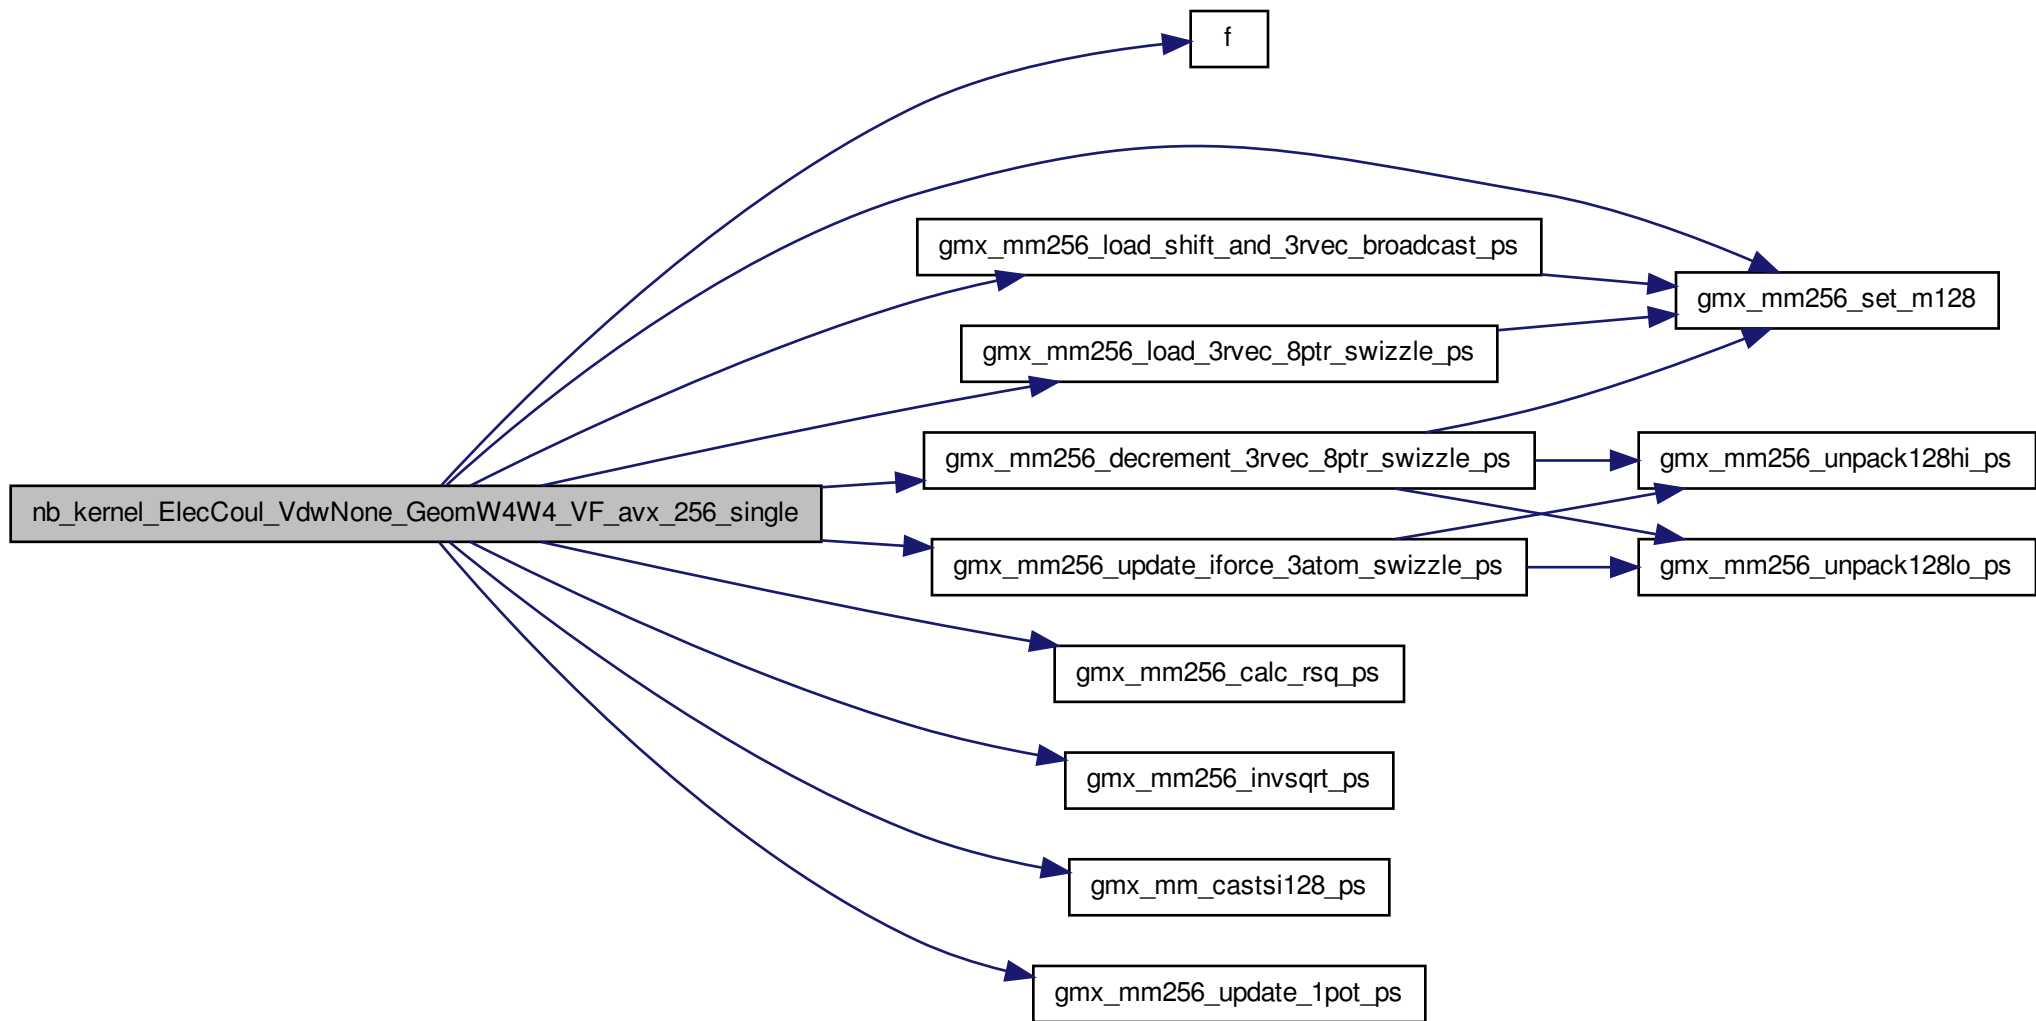 f
gmx_mm256_load_shift_and_3rvec_broadcast_ps
gmx_mm256_set_m128
gmx_mm256_load_3rvec_8ptr_swizzle_ps
gmx_mm256_decrement_3rvec_8ptr_swizzle_ps
gmx_mm256_unpack128hi_ps
nb_kernel_ElecCoul_VdwNone_GeomW4W4_VF_avx_256_single
gmx_mm256_update_iforce_3atom_swizzle_ps
gmx_mm256_unpack128lo_ps
gmx_mm256_calc_rsq_ps
gmx_mm256_invsqrt_ps
gmx_mm_castsi128_ps
gmx_mm256_update_1pot_ps